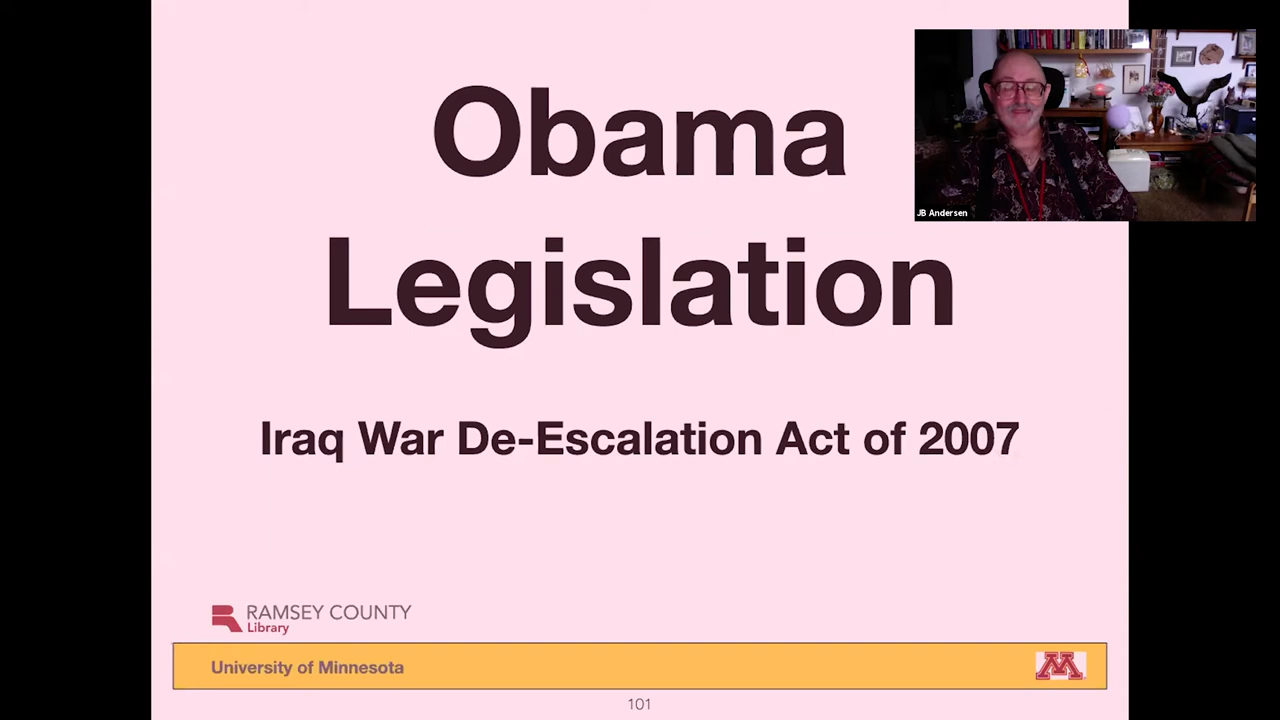 Obama
Legislation
JB Andersen
Iraq War De-Escalation Act of 2007
RAMSEY COUNTY
Library
University of Minnesota
M
101